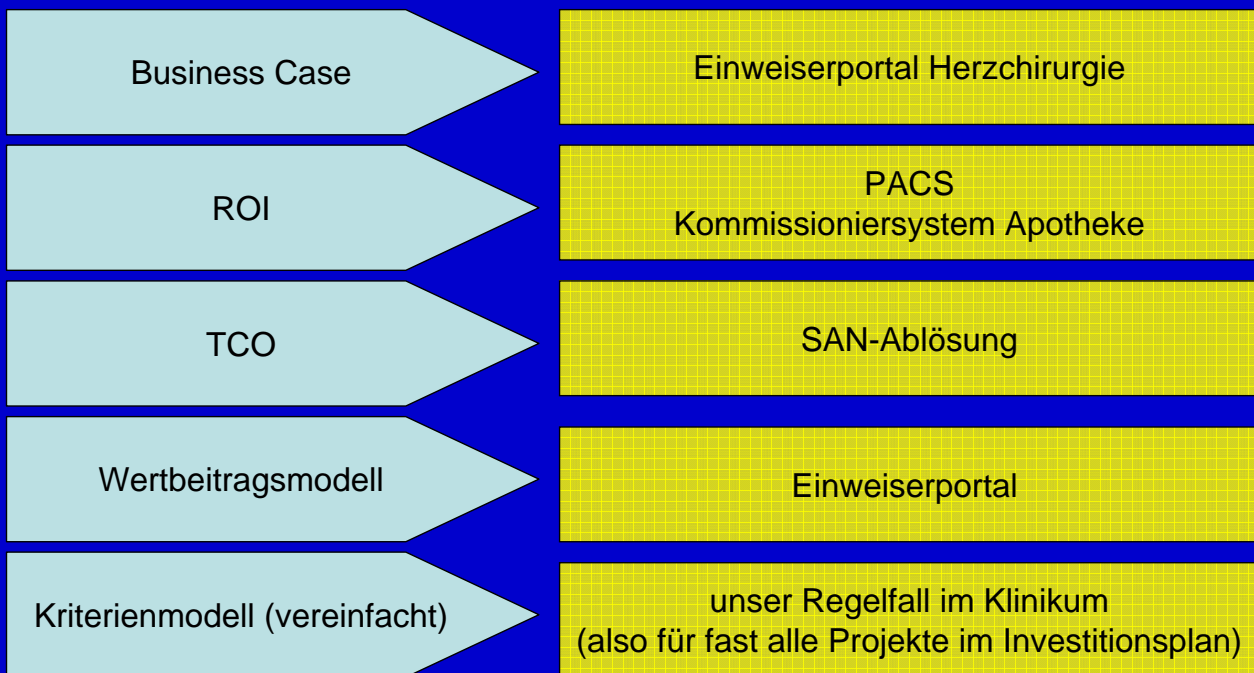 Business Case
Einweiserportal Herzchirurgie
ROI
PACS
Kommissioniersystem Apotheke
TCO
SAN-Ablösung
Wertbeitragsmodell
Einweiserportal
Kriterienmodell (vereinfacht)
unser Regelfall im Klinikum
(also für fast alle Projekte im Investitionsplan)